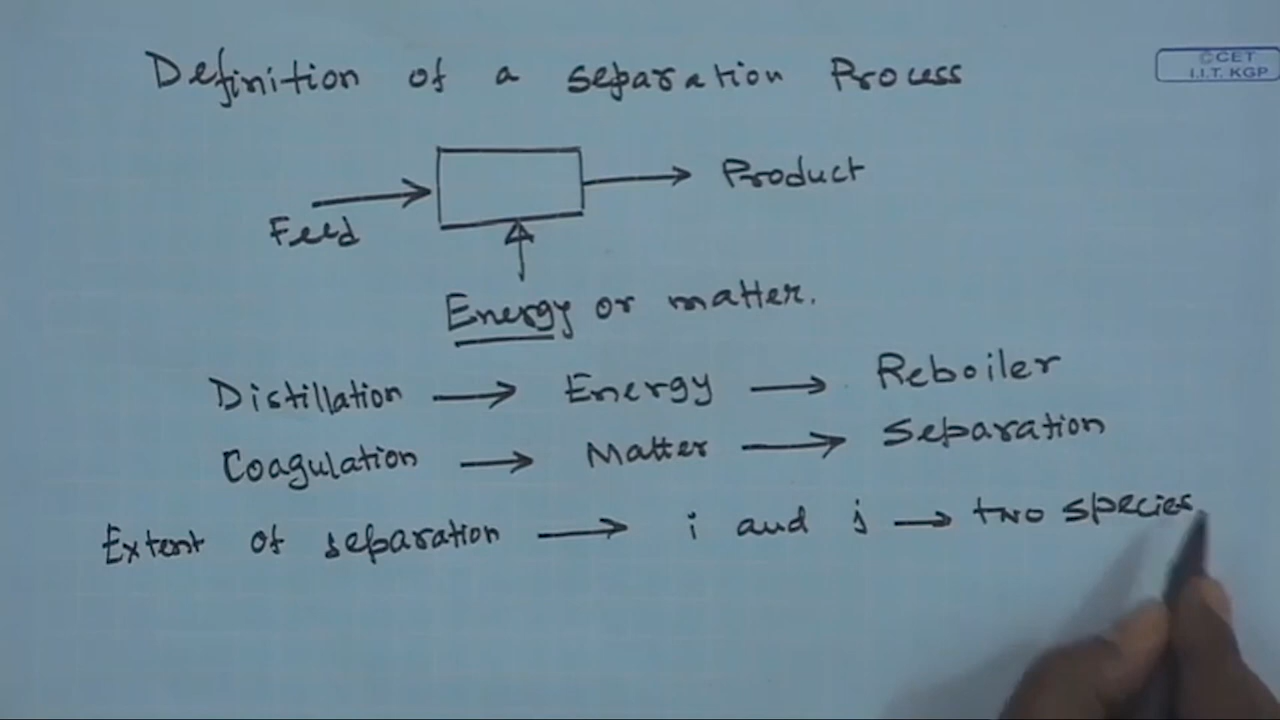 Definition of a separation Process
©CET
I.I.T. KGP
Feed
Product
Energy or matter.
Distillation → Energy → Reboiler
Coagulation → Matter → Separation
Extent of separation → i and j → two species